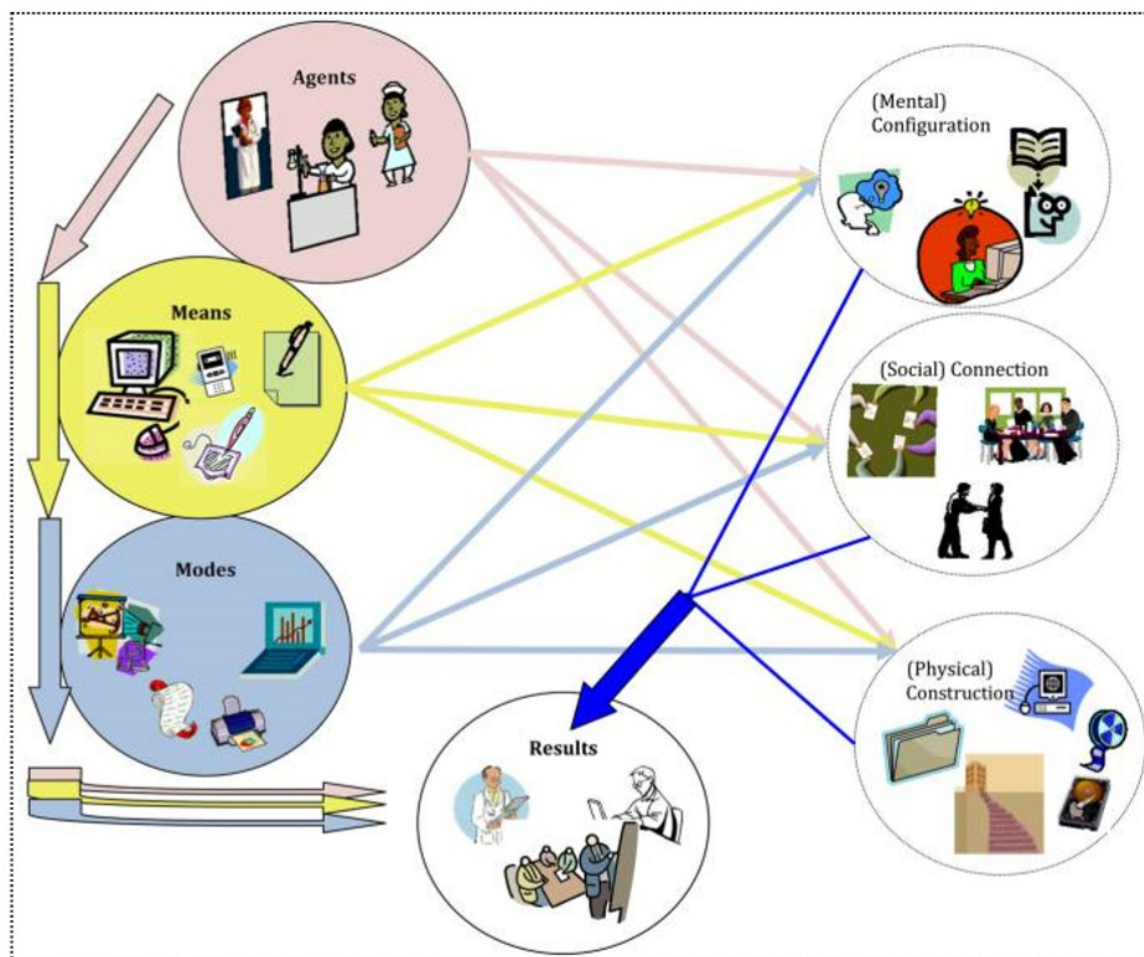 Agents
(Mental)
Configuration
Means
(Social) Connection
Modes
(Physical)
Construction
Results